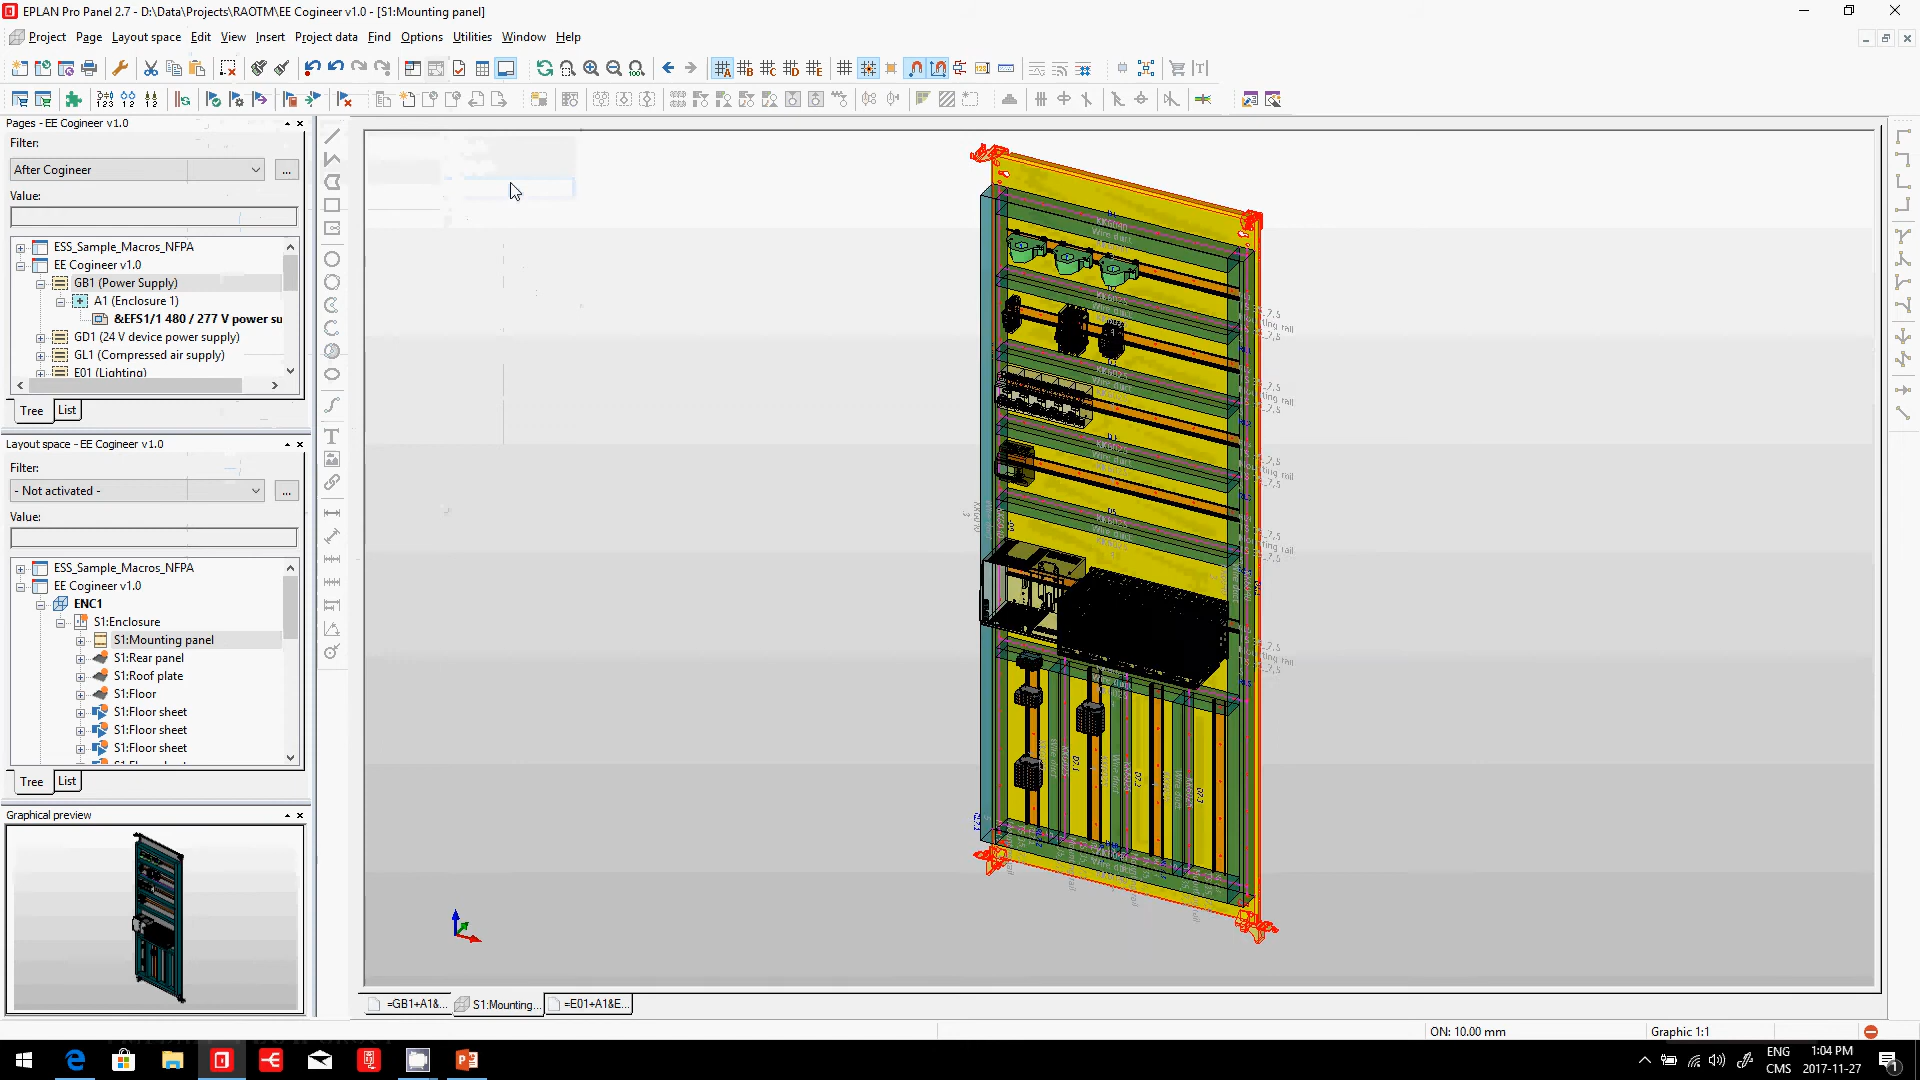 EPLAN Pro Panel 2.7 - D:\Data\Projects\RAOTM\EE Cogineer v1.0 - [S1:Mounting panel]
Project Page Layout space Edit View Insert Project data Find Options Utilities Window Help
Pages - EE Cogineer v1.0
Filter:
After Cogineer
...
Value:
ESS_Sample_Macros_NFPA
EE Cogineer v1.0
GB1 (Power Supply)
A1 (Enclosure 1)
&EFS1/1 480 / 277 V power su
GD1 (24 V device power supply)
GL1 (Compressed air supply)
E01 (Lighting)
Tree List
Layout space - EE Cogineer v1.0
Filter:
- Not activated -
...
Value:
ESS_Sample_Macros_NFPA
EE Cogineer v1.0
ENC1
S1:Enclosure
S1:Mounting panel
S1:Rear panel
S1:Roof plate
S1:Floor
S1:Floor sheet
S1:Floor sheet
S1:Floor sheet
Tree List
Graphical preview
=GB1+A1&... S1:Mounting... =E01+A1&E...
ON: 10.00 mm
Graphic 1:1
ENG
CMS
1:04 PM
2017-11-27
1